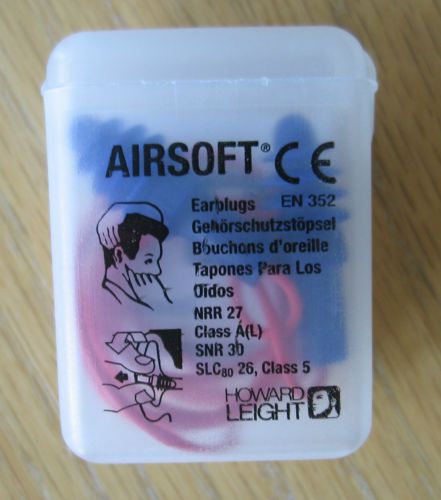 AIRSOFT® CE
Earplugs EN 352
Gehörschutzstöpsel
Bouchons d'oreille
Tapones Para Los
Oídos
NRR 27
Class A(L)
SNR 30
SLC80 26, Class 5
HOWARD
LEIGHT